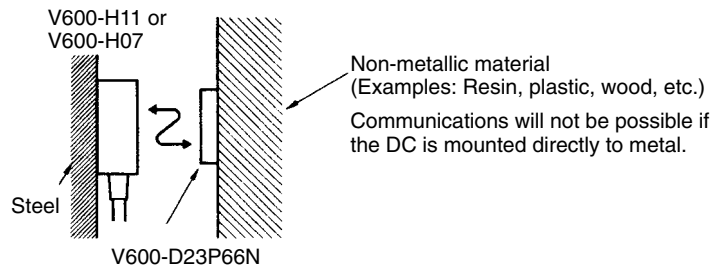 V600-H11 or
V600-H07
Non-metallic material
(Examples: Resin, plastic, wood, etc.)
Communications will not be possible if
the DC is mounted directly to metal.
Steel
V600-D23P66N